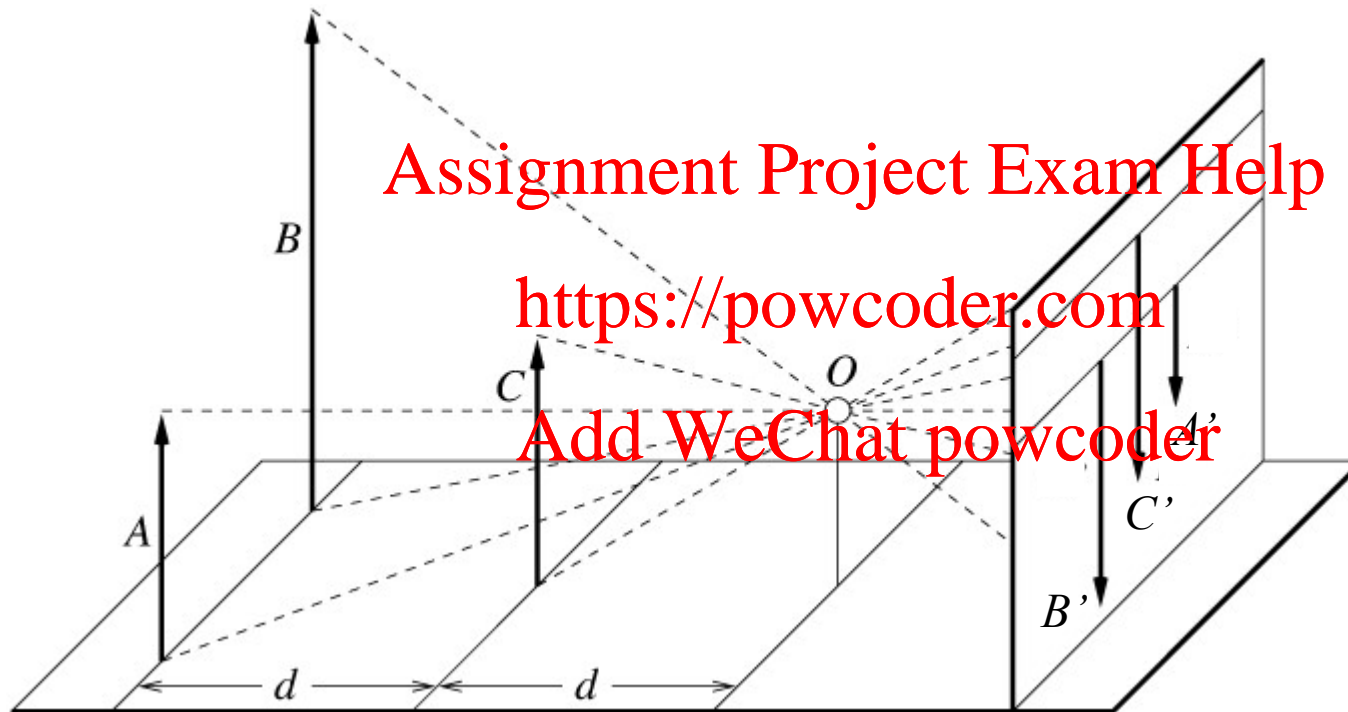 Assignment Project Exam Help
B
https://powcoder.com
O
C
Add WeChat powcoder
A’
A
C’
B’
d d